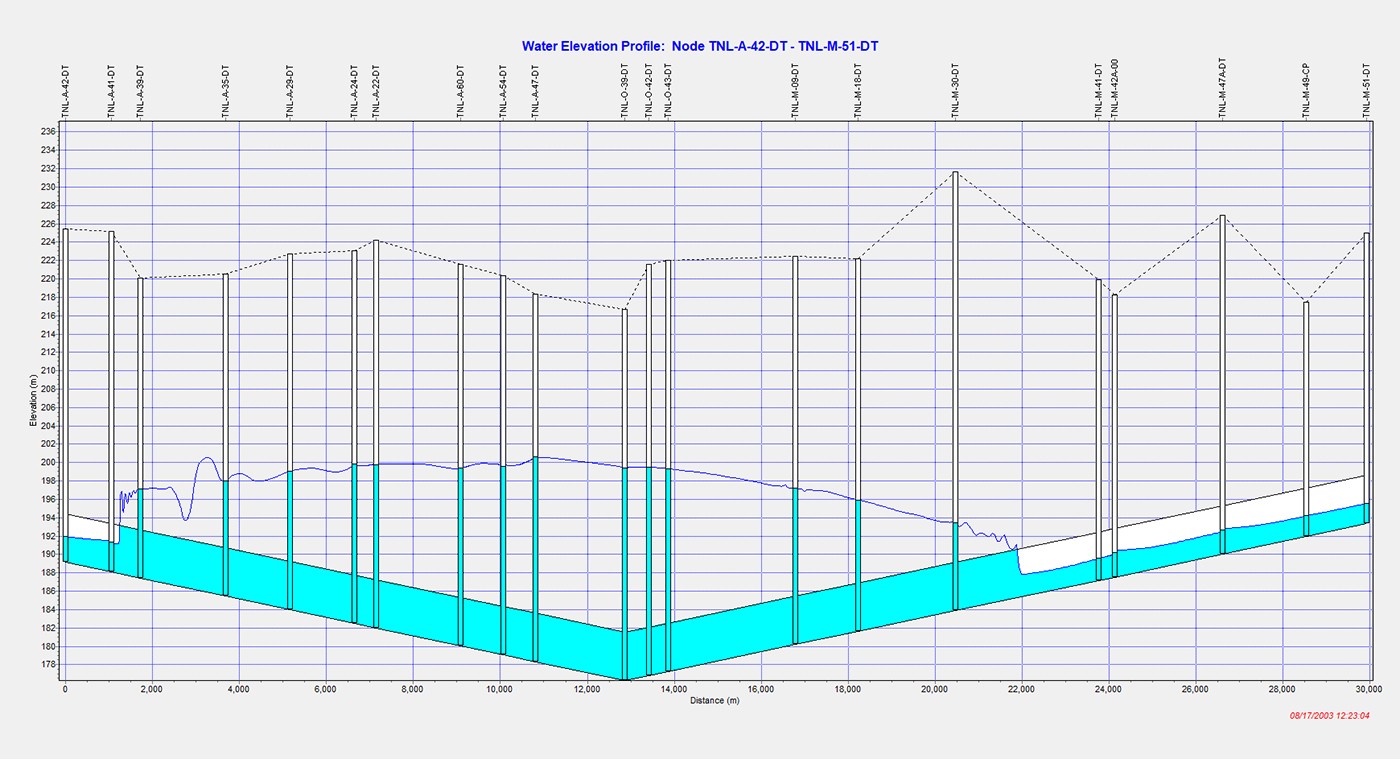 Water Elevation Profile: Node TNL-A-42-DT - TNL-M-51-DT
TNL-A-42-DT
TNL-A-41-DT
TNL-A-39-DT
TNL-A-35-DT
TNL-A-29-DT
TNL-A-24-DT
TNL-A-22-DT
TNL-A-60-DT
TNL-A-54-DT
TNL-A-47-DT
TNL-O-39-DT
TNL-O-42-DT
TNL-O-43-DT
TNL-M-09-DT
TNL-M-18-DT
TNL-M-30-DT
TNL-M-41-DT
TNL-M-42A-00
TNL-M-47A-DT
TNL-M-49-CP
TNL-M-51-DT
236
234
232
230
228
226
224
222
220
218
216
214
212
210
208
206
204
202
200
198
196
194
192
190
188
186
184
182
180
178
Elevation (m)
0 2,000 4,000 6,000 8,000 10,000 12,000 14,000 16,000 18,000 20,000 22,000 24,000 26,000 28,000 30,000
Distance (m)
08/17/2003 12:23:04